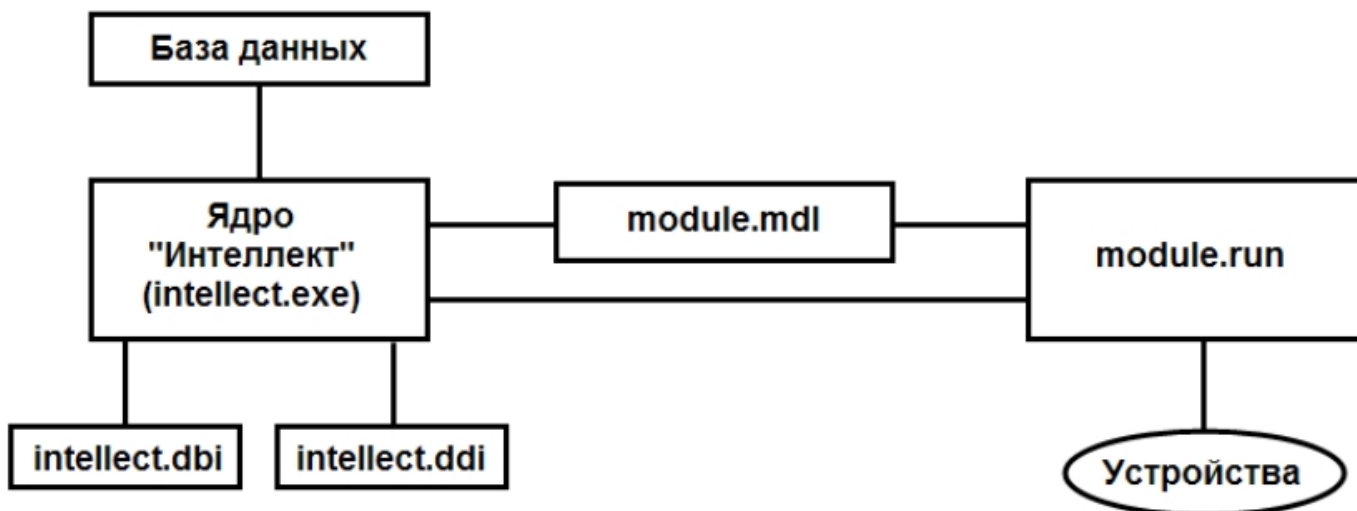 База данных
Ядро
"Интеллект"
(intellect.exe)
module.mdl
module.run
intellect.dbi
intellect.ddi
Устройства